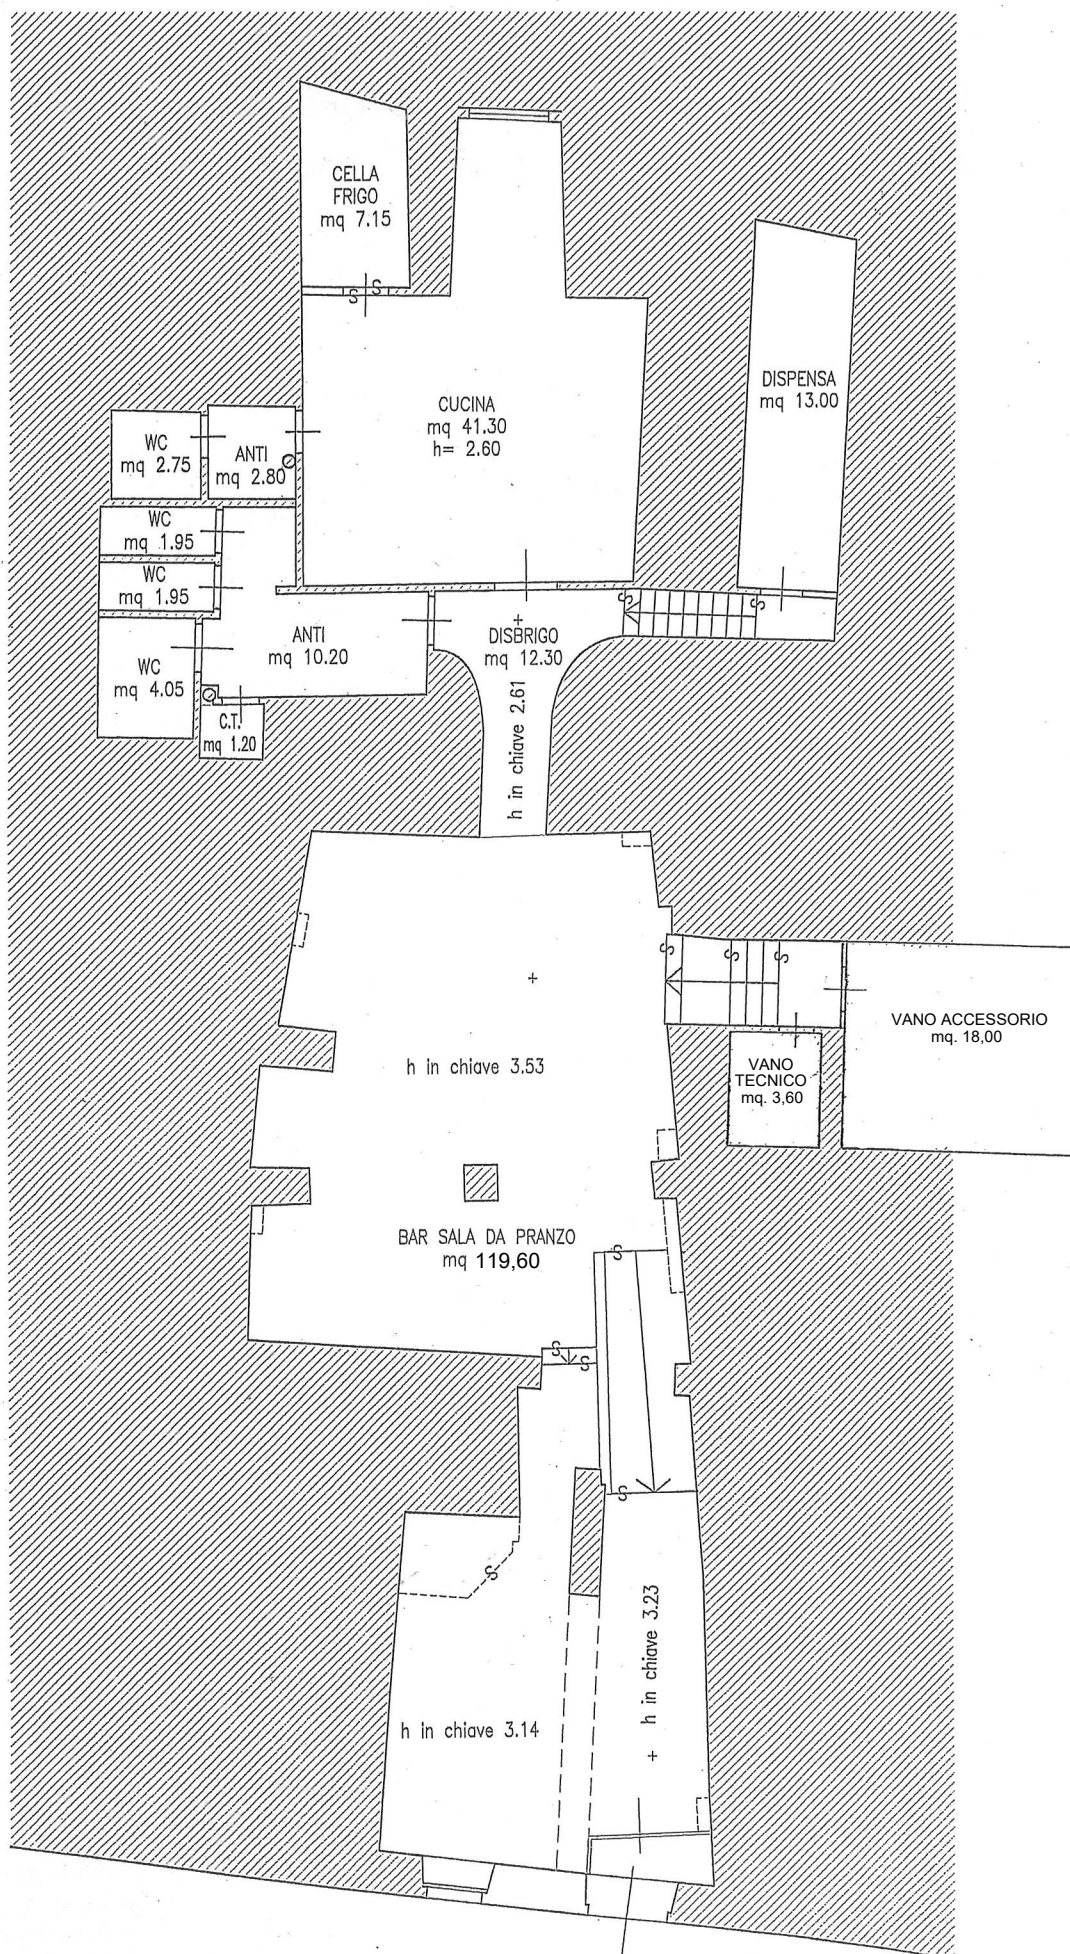 CELLA
FRIGO
mq 7.15
DISPENSA
mq 13.00
CUCINA
mq 41.30
h= 2.60
WC
mq 2.75
ANTI
mq 2.80
WC
mq 1.95
WC
mq 1.95
ANTI
mq 10.20
DISBRIGO
mq 12.30
WC
mq 4.05
C.T.
mq 1.20
h in chiave 2.61
h in chiave 3.53
VANO ACCESSORIO
mq. 18,00
VANO
TECNICO
mq. 3,60
BAR SALA DA PRANZO
mq 119,60
h in chiave 3.23
h in chiave 3.14